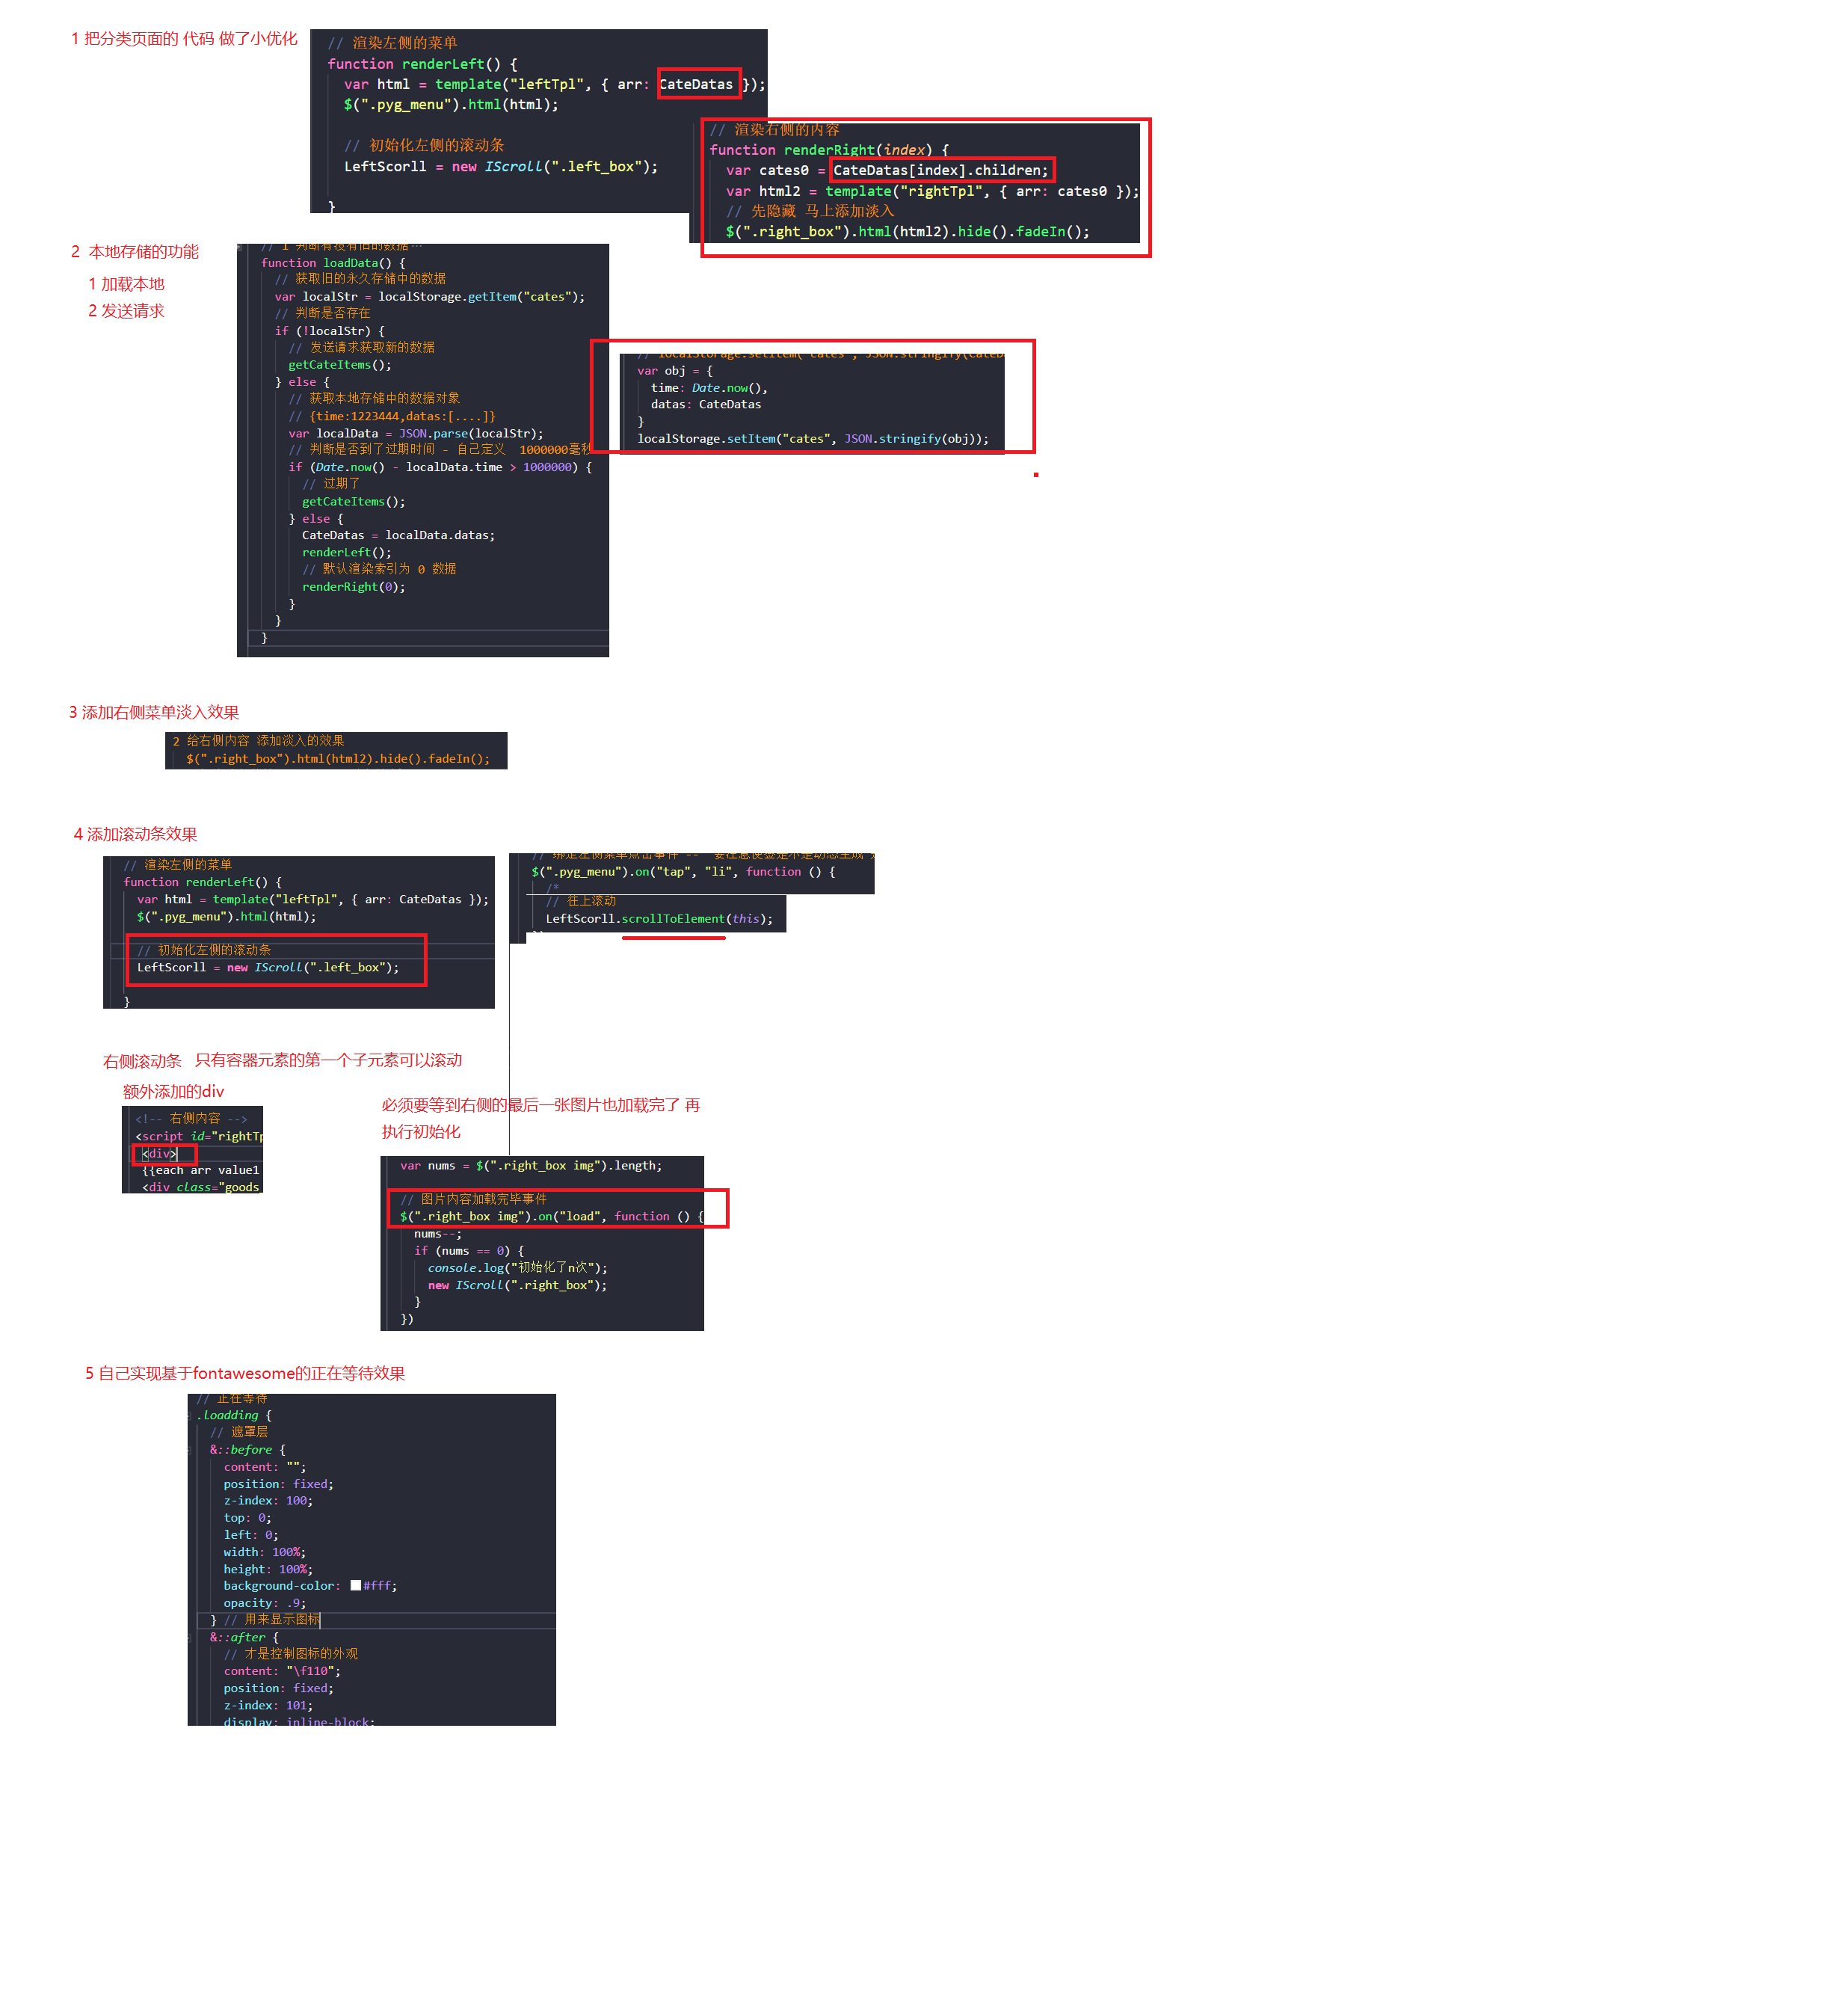 1 把分类页面的 代码 做了小优化
// 渲染左侧的菜单
function renderLeft() {
var html = template("leftTpl", { arr: CateDatas });
$(".pyg_menu").html(html);
// 初始化左侧的滚动条
LeftScorll = new IScroll(".left_box");
}
// 渲染右侧的内容
function renderRight(index) {
var cates0 = CateDatas[index].children;
var html2 = template("rightTpl", { arr: cates0 });
// 先隐藏 马上添加淡入
$(".right_box").html(html2).hide().fadeIn();
2 本地存储的功能
1 加载本地
2 发送请求
// 1 判断有没有旧的数据…
function loadData() {
// 获取旧的永久存储中的数据
var localStr = localStorage.getItem("cates");
// 判断是否存在
if (!localStr) {
// 发送请求获取新的数据
getCateItems();
} else {
// 获取本地存储中的数据对象
// {time:1223444,datas:[....]}
var localData = JSON.parse(localStr);
// 判断是否到了过期时间 - 自己定义 1000000毫秒
if (Date.now() - localData.time > 1000000) {
// 过期了
getCateItems();
} else {
CateDatas = localData.datas;
renderLeft();
// 默认渲染索引为 0 数据
renderRight(0);
}
}
}
// localStorage.setItem("cates", JSON.stringify(CateD
var obj = {
time: Date.now(),
datas: CateDatas
}
localStorage.setItem("cates", JSON.stringify(obj));
3 添加右侧菜单淡入效果
2 给右侧内容 添加淡入的效果
$(".right_box").html(html2).hide().fadeIn();
4 添加滚动条效果
// 渲染左侧的菜单
function renderLeft() {
var html = template("leftTpl", { arr: CateDatas });
$(".pyg_menu").html(html);
// 初始化左侧的滚动条
LeftScorll = new IScroll(".left_box");
}
// 绑定左侧菜单点击事件 -- 要注意使签是不是动态生成
$(".pyg_menu").on("tap", "li", function () {
/*
// 往上滚动
LeftScorll.scrollToElement(this);
右侧滚动条 只有容器元素的第一个子元素可以滚动
额外添加的div
<!-- 右侧内容 -->
<script id="rightTp
<div>
{{each arr value1
<div class="goods
必须要等到右侧的最后一张图片也加载完了 再
执行初始化
var nums = $(".right_box img").length;
// 图片内容加载完毕事件
$(".right_box img").on("load", function () {
nums--;
if (nums == 0) {
console.log("初始化了n次");
new IScroll(".right_box");
}
})
5 自己实现基于fontawesome的正在等待效果
// 正在等待
.loadding {
// 遮罩层
&::before {
content: "";
position: fixed;
z-index: 100;
top: 0;
left: 0;
width: 100%;
height: 100%;
background-color: #fff;
opacity: .9;
} // 用来显示图标
&::after {
// 才是控制图标的外观
content: "\f110";
position: fixed;
z-index: 101;
display: inline-block;